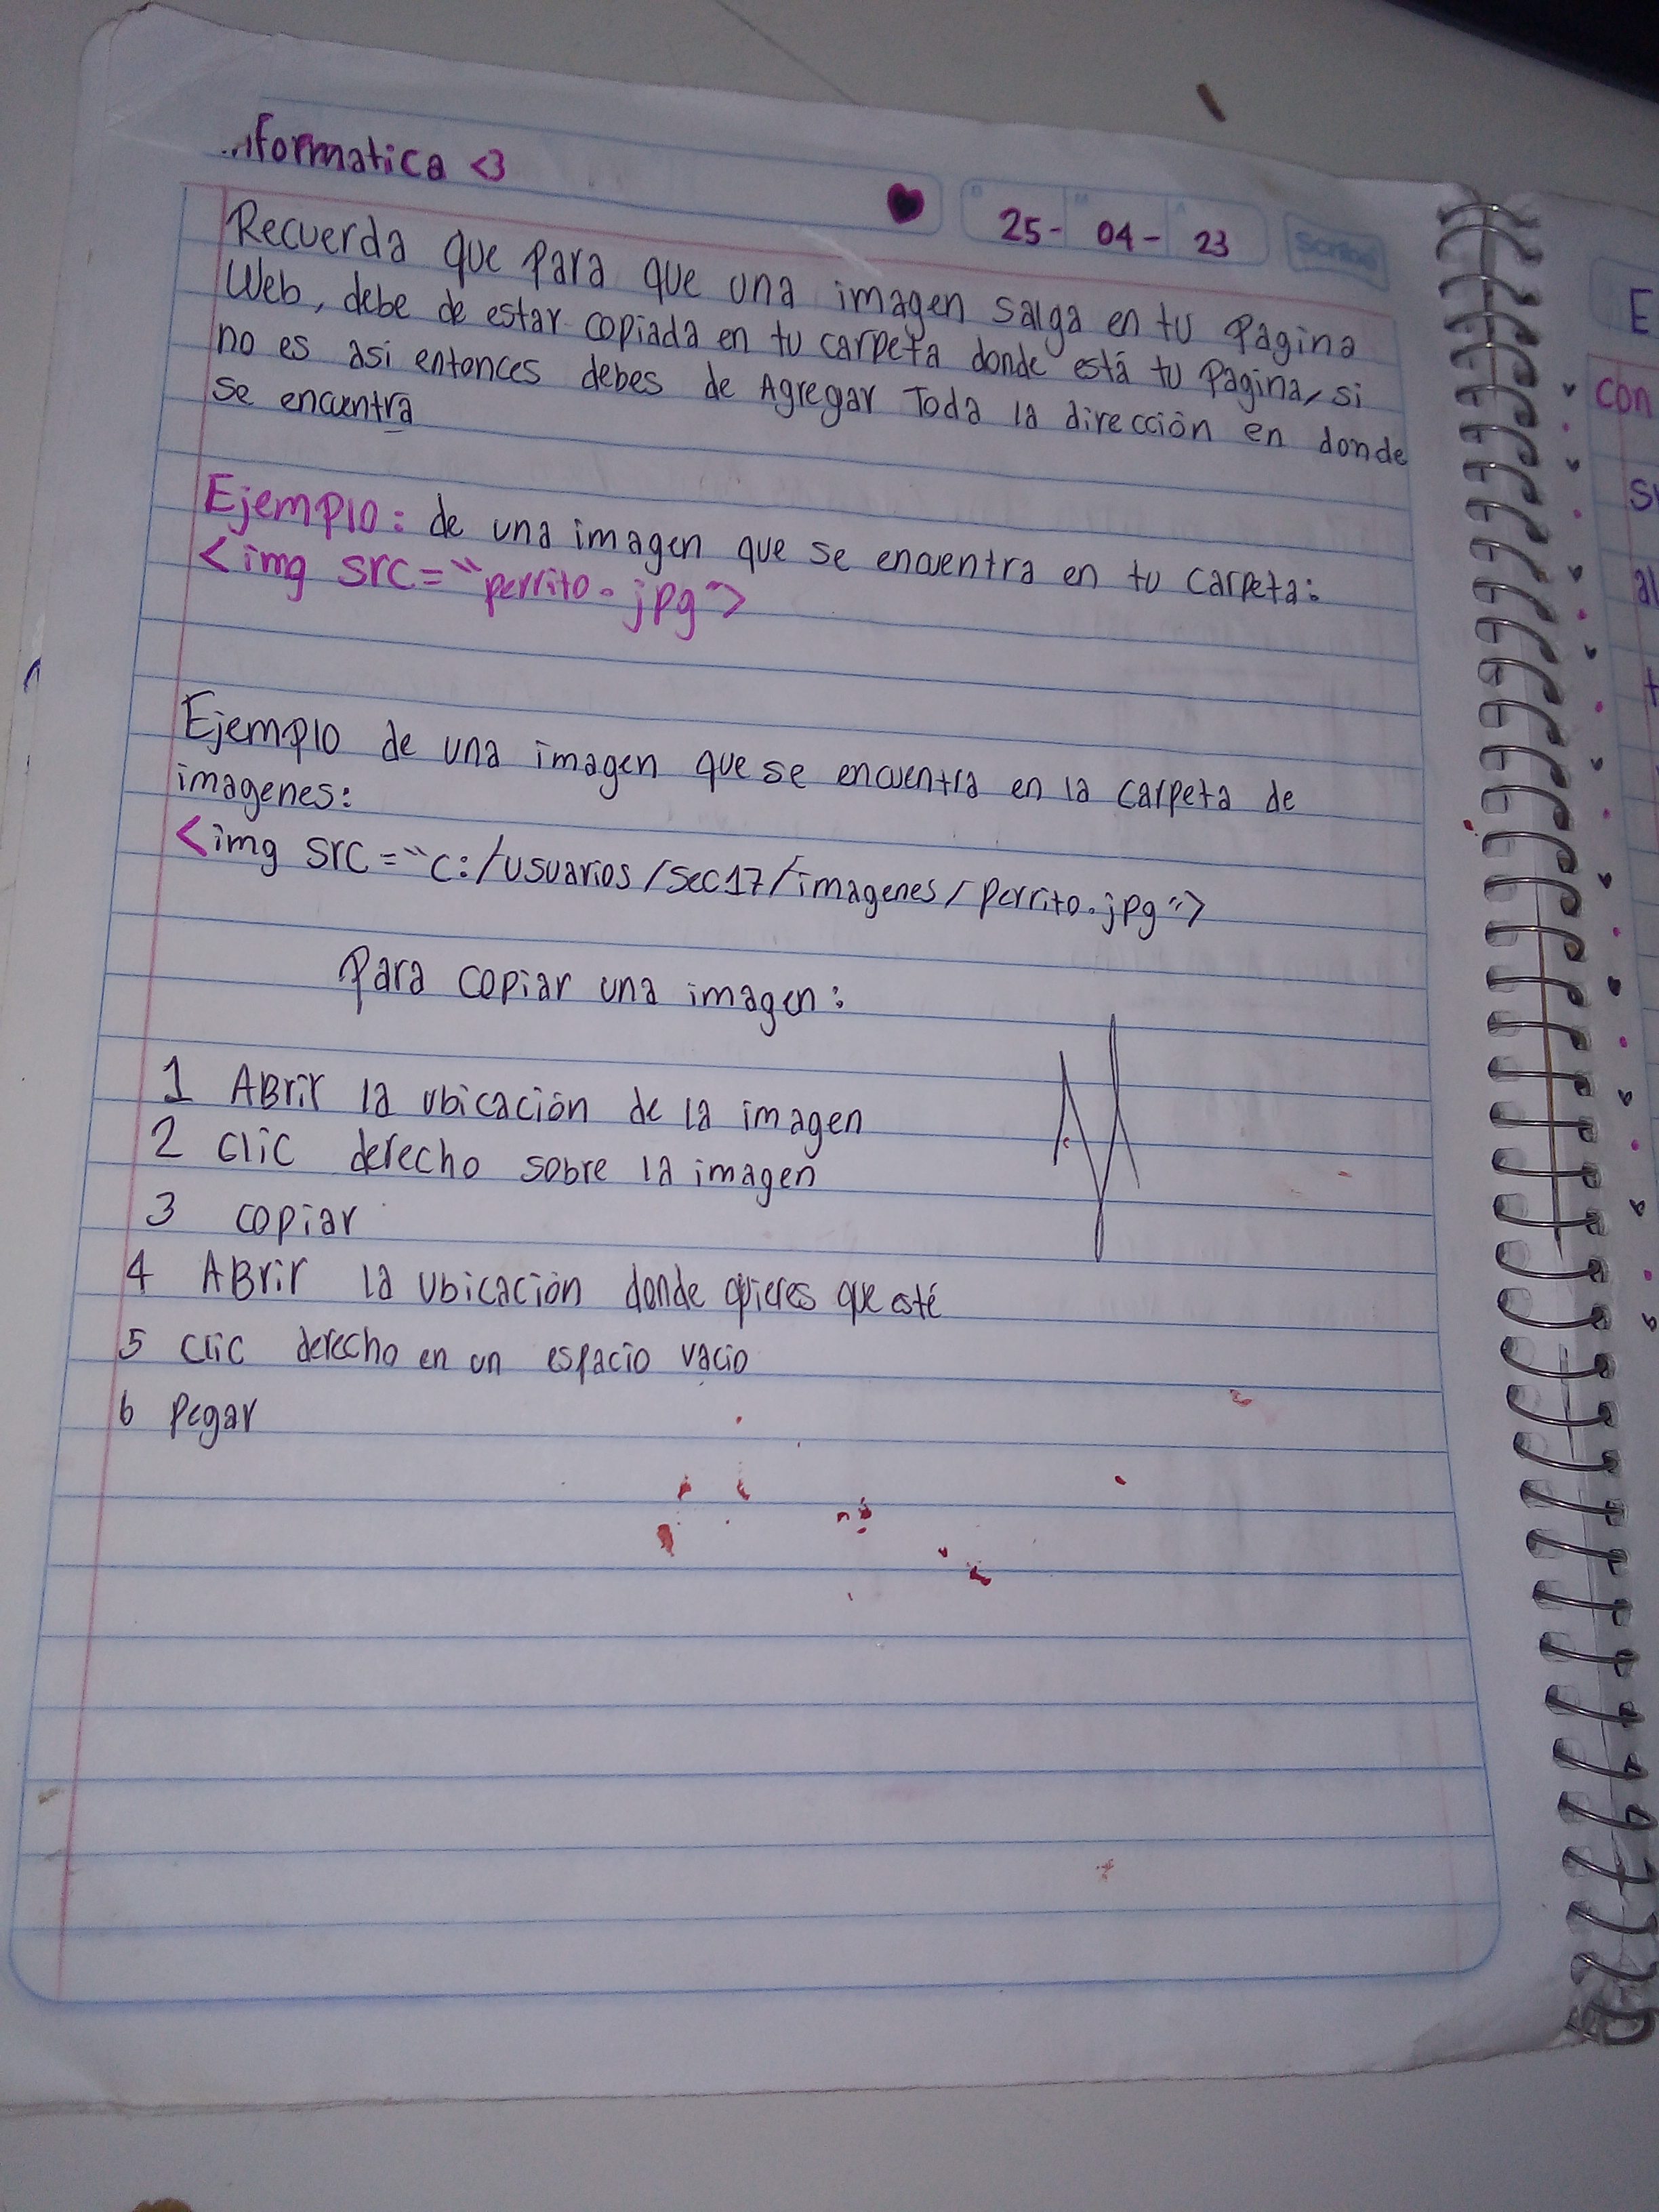 informatica <3
25- 04- 23
Scribe
Recuerda que para que una imagen salga en tu Pagina
Web, debe de estar copiada en tu carpeta donde está tu Pagina, si
no es asi entonces debes de Agregar Toda la dirección en donde
se encuentra
Ejemplo: de una imagen que se encuentra en tu carpeta:
<img src="perrito.jpg">
Ejemplo de una imagen que se encuentra en la carpeta de
imagenes:
<img src="c:/usuarios/sec17/imagenes/perrito.jpg">
Para copiar una imagen:
1 ABrir la ubicación de la imagen
2 clic derecho sobre la imagen
3 copiar
4 ABrir la ubicación donde quieres que esté
5 clic derecho en un espacio vacio
6 Pegar
E
con
al